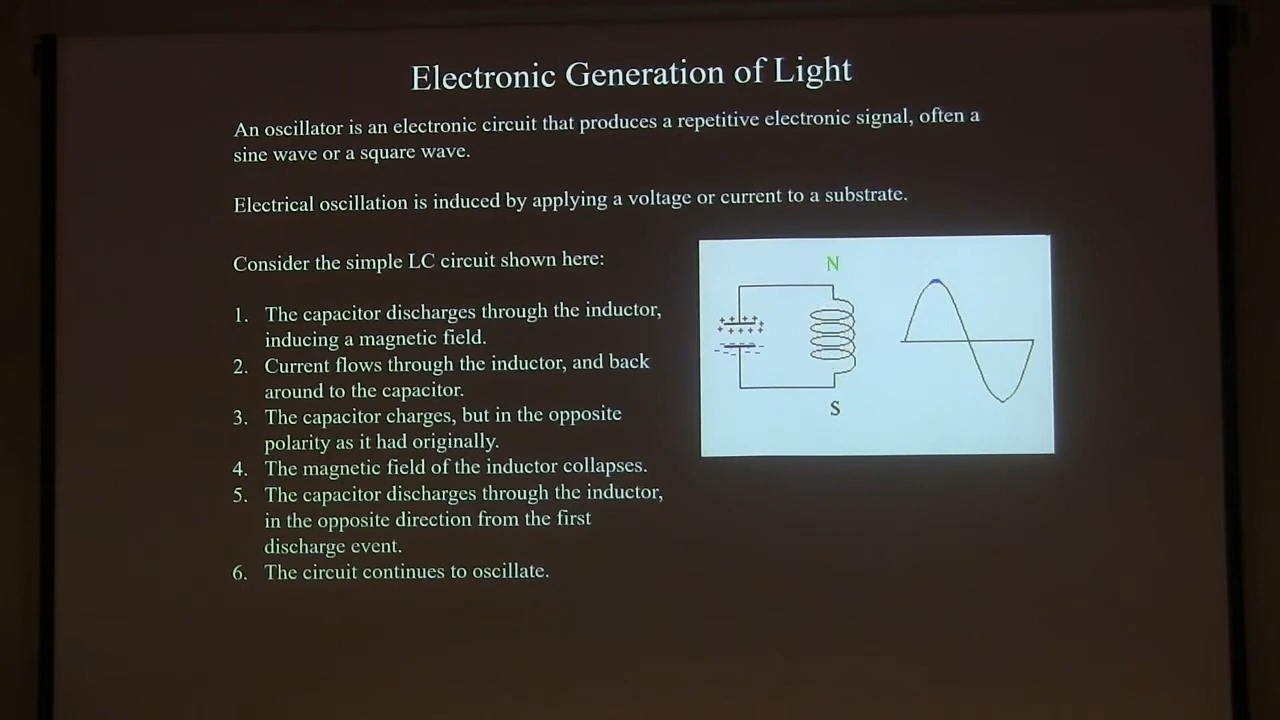 Electronic Generation of Light
An oscillator is an electronic circuit that produces a repetitive electronic signal, often a
sine wave or a square wave.
Electrical oscillation is induced by applying a voltage or current to a substrate.
Consider the simple LC circuit shown here:
1. The capacitor discharges through the inductor,
inducing a magnetic field.
2. Current flows through the inductor, and back
around to the capacitor.
3. The capacitor charges, but in the opposite
polarity as it had originally.
4. The magnetic field of the inductor collapses.
5. The capacitor discharges through the inductor,
in the opposite direction from the first
discharge event.
6. The circuit continues to oscillate.
N
S